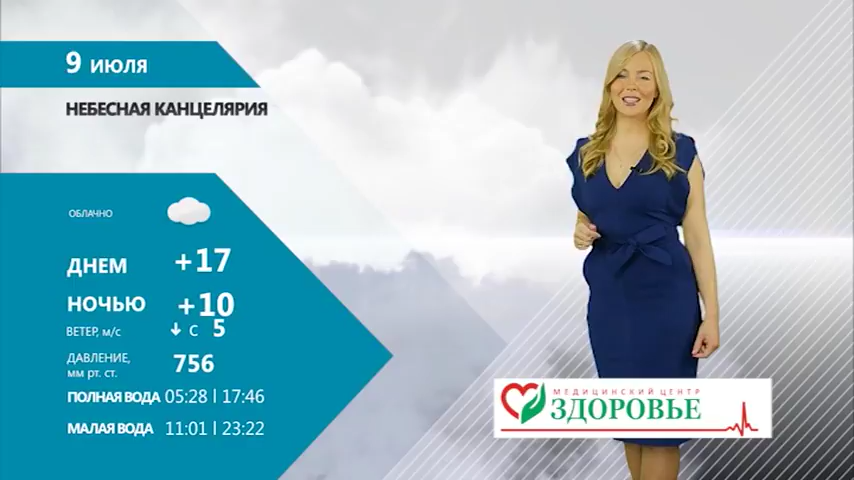 9 ИЮЛЯ
НЕБЕСНАЯ КАНЦЕЛЯРИЯ
ОБЛАЧНО
ДНЕМ +17
НОЧЬЮ +10
ВЕТЕР, м/с ↓ С 5
ДАВЛЕНИЕ, мм рт. ст. 756
ПОЛНАЯ ВОДА 05:28 | 17:46
МАЛАЯ ВОДА 11:01 | 23:22
МЕДИЦИНСКИЙ ЦЕНТР
ЗДОРОВЬЕ